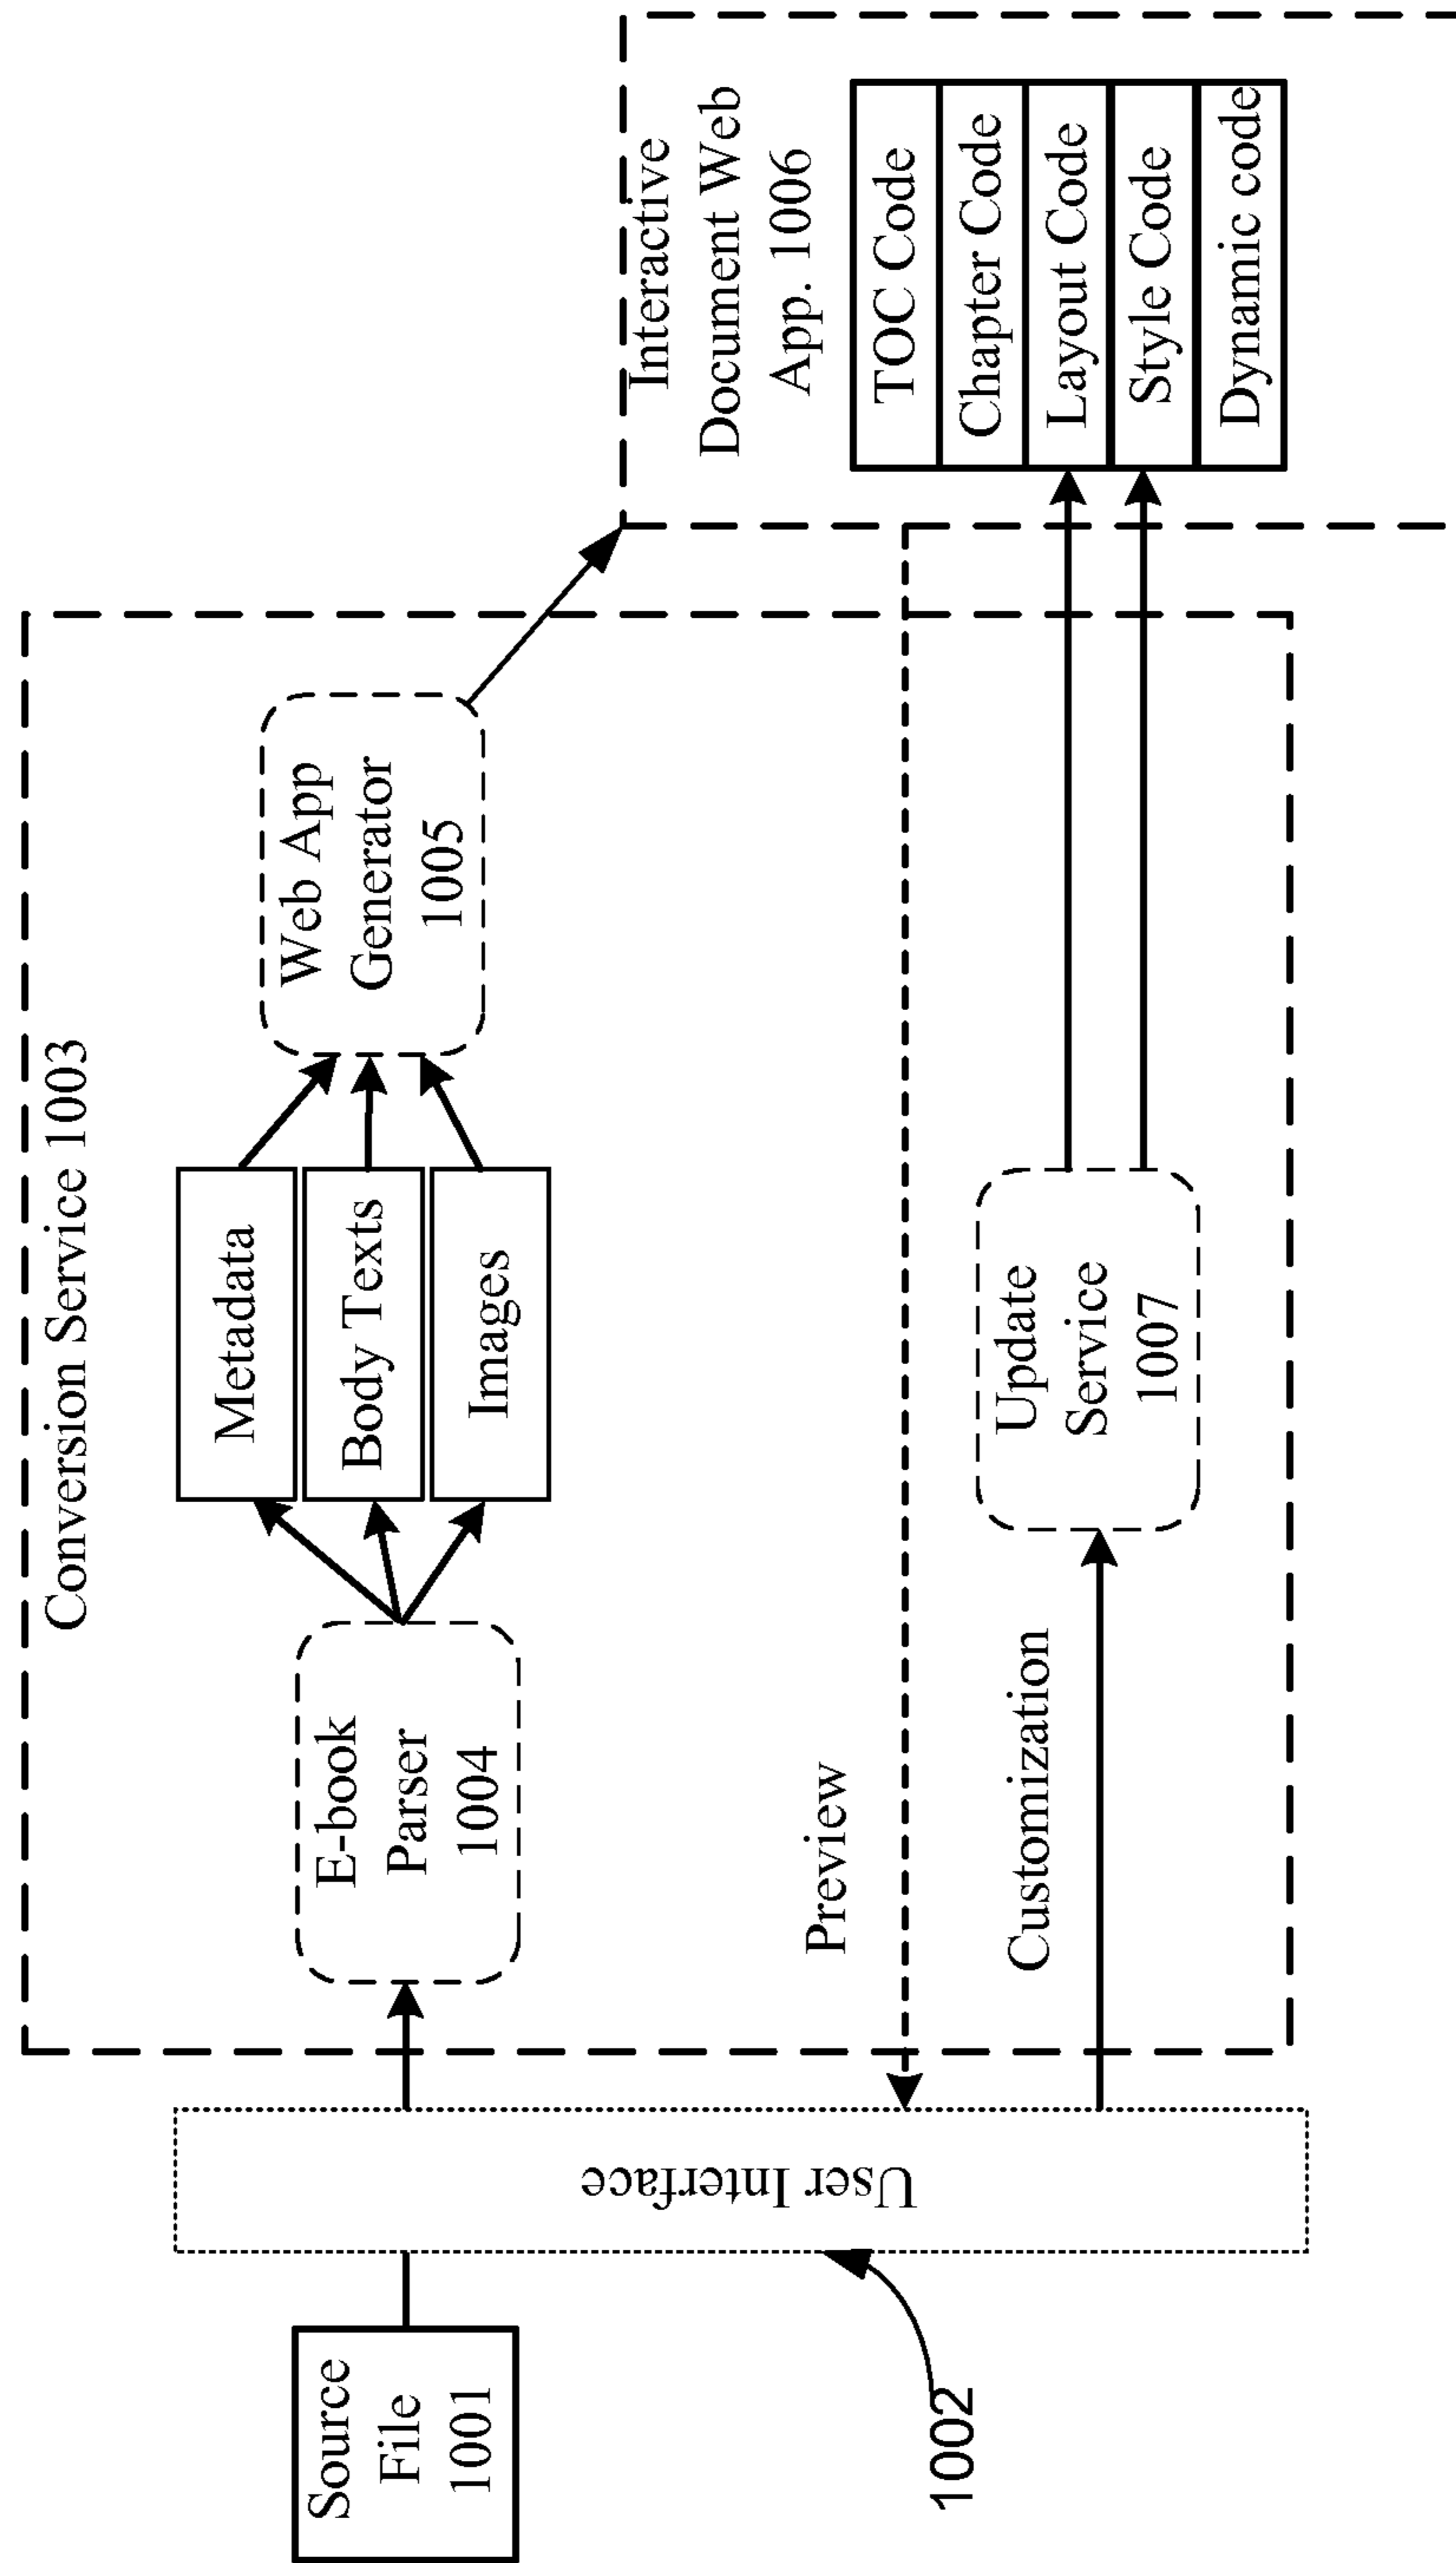 Conversion Service 1003
Source
File
1001
User Interface
1002
E-book
Parser
1004
Metadata
Body Texts
Images
Web App
Generator
1005
Preview
Customization
Update
Service
1007
Interactive
Document Web
App. 1006
TOC Code
Chapter Code
Layout Code
Style Code
Dynamic code